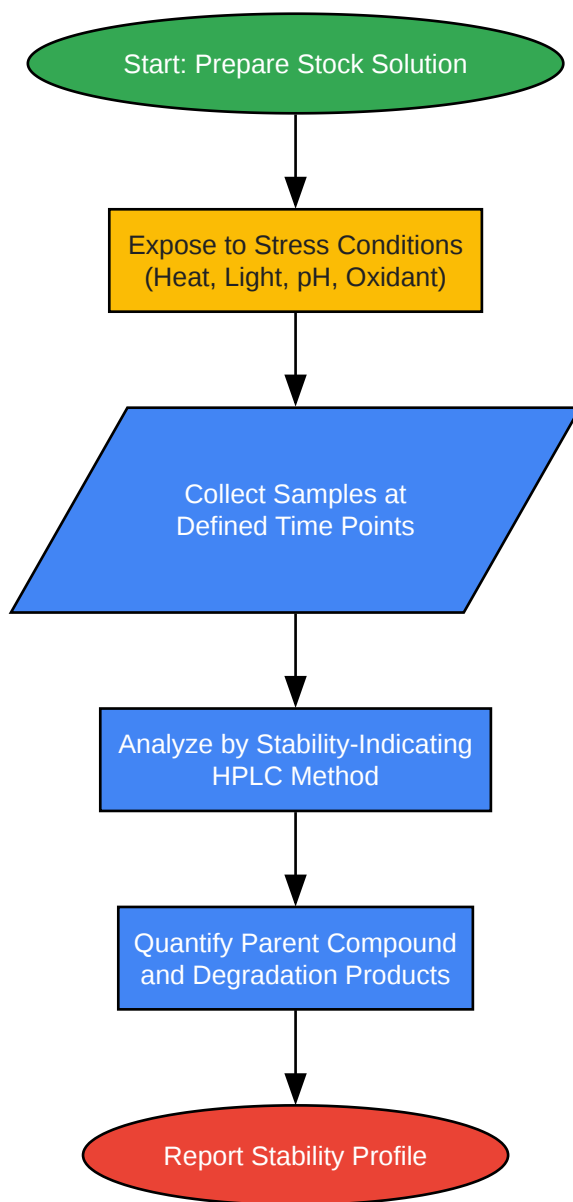 Start: Prepare Stock Solution
Expose to Stress Conditions
(Heat, Light, pH, Oxidant)
Collect Samples at
Defined Time Points
Analyze by Stability-Indicating
HPLC Method
Quantify Parent Compound
and Degradation Products
Report Stability Profile